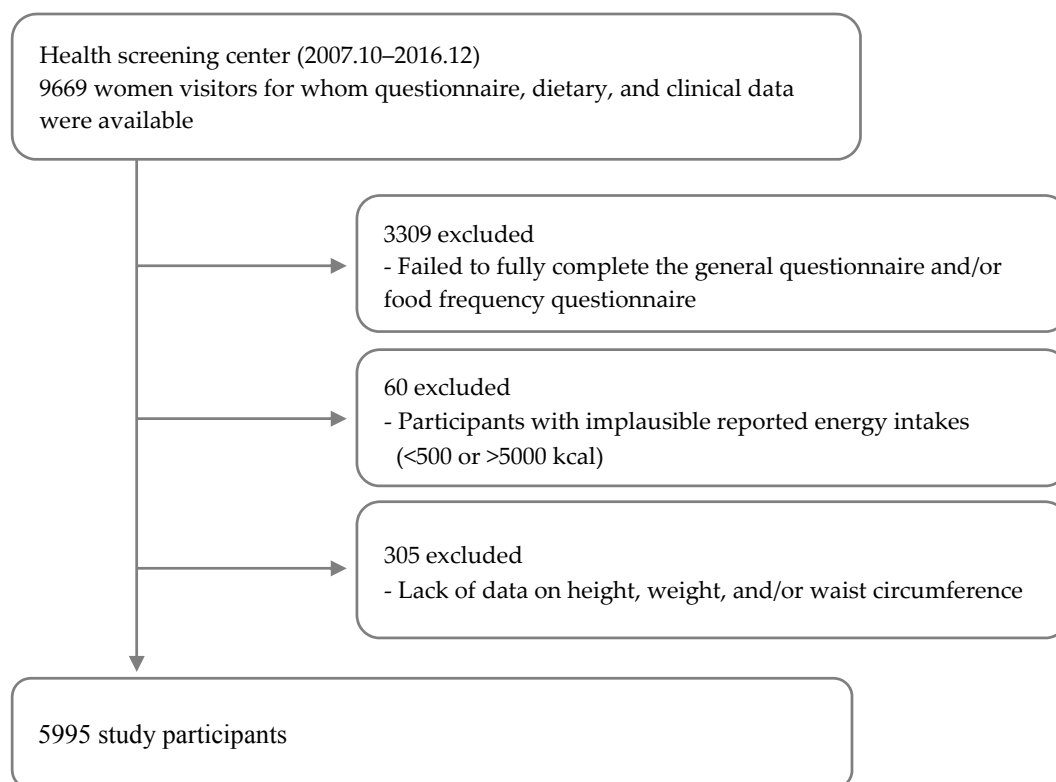 Health screening center (2007.10–2016.12)
9669 women visitors for whom questionnaire, dietary, and clinical data
were available
3309 excluded
- Failed to fully complete the general questionnaire and/or
food frequency questionnaire
60 excluded
- Participants with implausible reported energy intakes
(<500 or >5000 kcal)
305 excluded
- Lack of data on height, weight, and/or waist circumference
5995 study participants